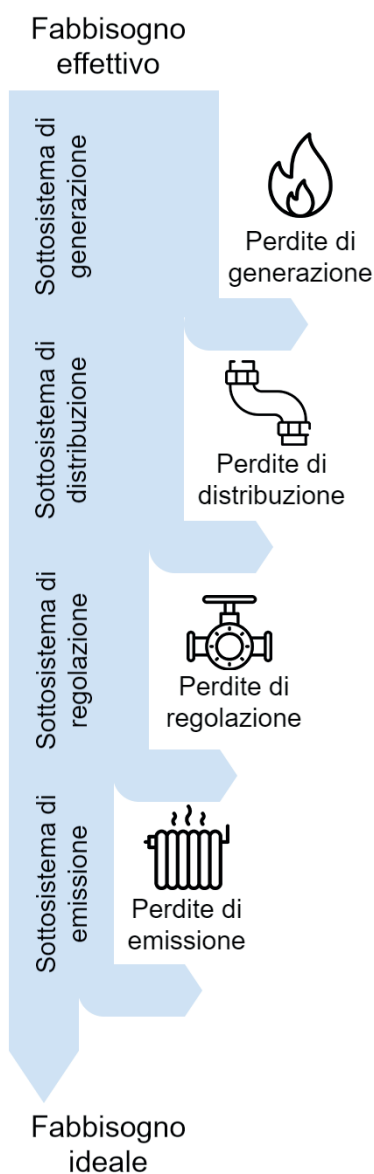 Fabbisogno
effettivo
Sottosistema di
generazione
Perdite di
generazione
Sottosistema di
distribuzione
Perdite di
distribuzione
Sottosistema di
regolazione
Perdite di
regolazione
Sottosistema di
emissione
Perdite di
emissione
Fabbisogno
ideale